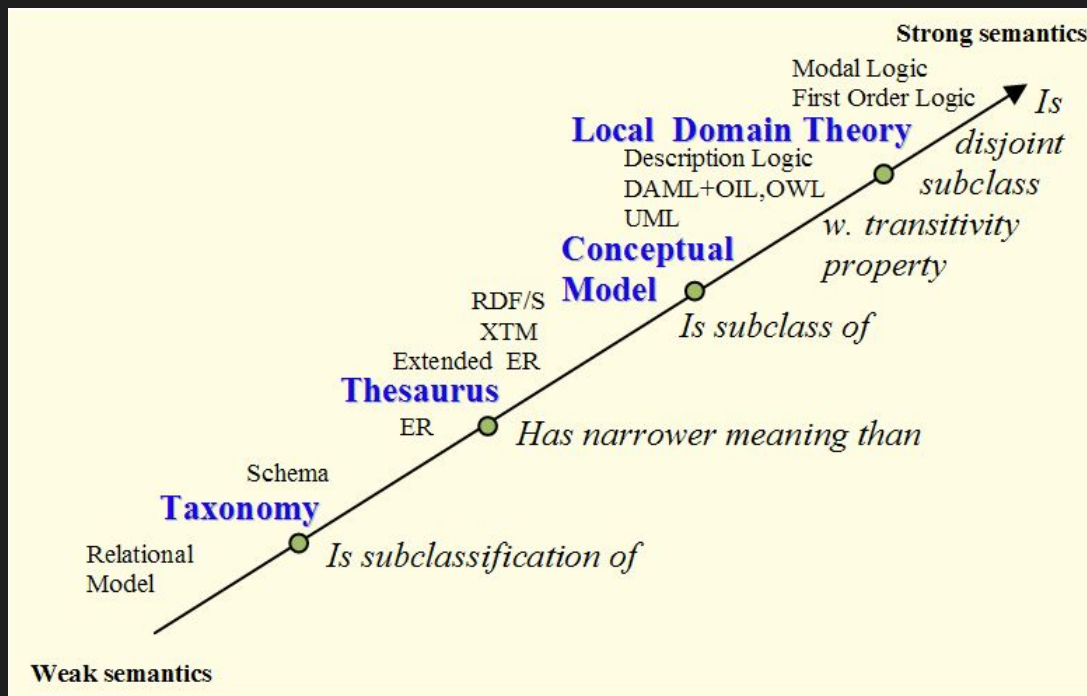 Strong semantics
Modal Logic
First Order Logic
Is
disjoint
subclass
w. transitivity
property
Local Domain Theory
Description Logic
DAML+OIL,OWL
UML
Conceptual
Model
Is subclass of
RDF/S
XTM
Extended ER
Thesaurus
ER
Has narrower meaning than
Schema
Taxonomy
Is subclassification of
Relational
Model
Weak semantics